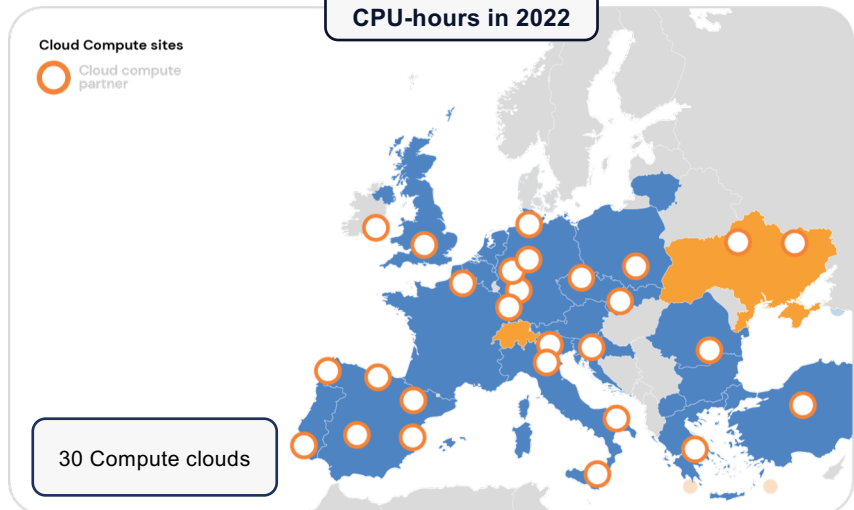 CPU-hours in 2022
Cloud Compute sites
Cloud compute
partner
30 Compute clouds